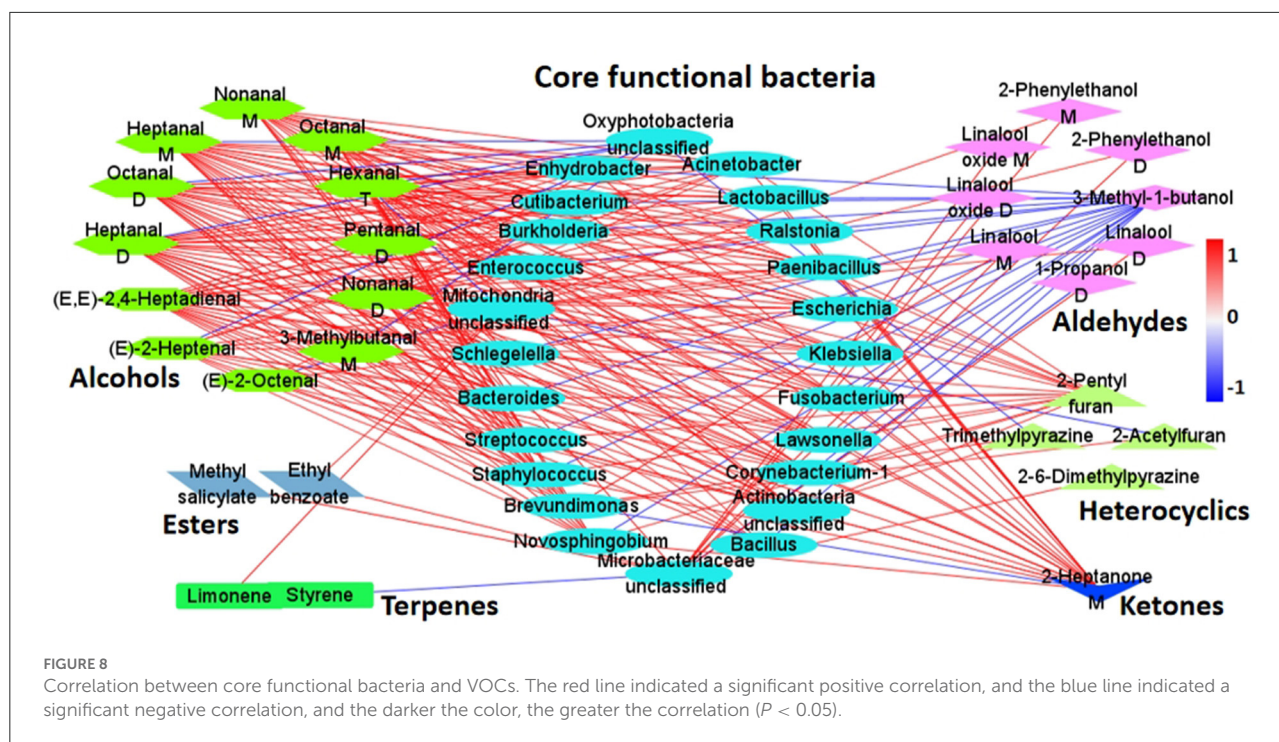 Core functional bacteria
Nonanal
M
Heptanal
M
Octanal
M
Octanal
D
Hexanal
T
Heptanal
D
Pentanal
D
(E,E)-2,4-Heptadienal
Nonanal
D
(E)-2-Heptenal
3-Methylbutanal
M
Alcohols
(E)-2-Octenal
Methyl
salicylate
Ethyl
benzoate
Esters
Limonene
Styrene
Terpenes
Oxyphotobacteria
unclassified
Enhydrobacter
Acinetobacter
Cutibacterium
Lactobacillus
Burkholderia
Ralstonia
Enterococcus
Paenibacillus
Mitochondria
unclassified
Escherichia
Schlegelella
Klebsiella
Bacteroides
Fusobacterium
Streptococcus
Lawsonella
Staphylococcus
Corynebacterium-1
Brevundimonas
Actinobacteria
unclassified
Novosphingobium
Bacillus
Microbacteriaceae
unclassified
2-Phenylethanol
M
Linalool
oxide M
2-Phenylethanol
D
Linalool
oxide D
3-Methyl-1-butanol
Linalool
M
Linalool
D
1-Propanol
D
Aldehydes
1
0
-1
2-Pentyl
furan
Trimethylpyrazine
2-Acetylfuran
2-6-Dimethylpyrazine
Heterocyclics
2-Heptanone
M
Ketones
FIGURE 8
Correlation between core functional bacteria and VOCs. The red line indicated a significant positive correlation, and the blue line indicated a
significant negative correlation, and the darker the color, the greater the correlation (P < 0.05).